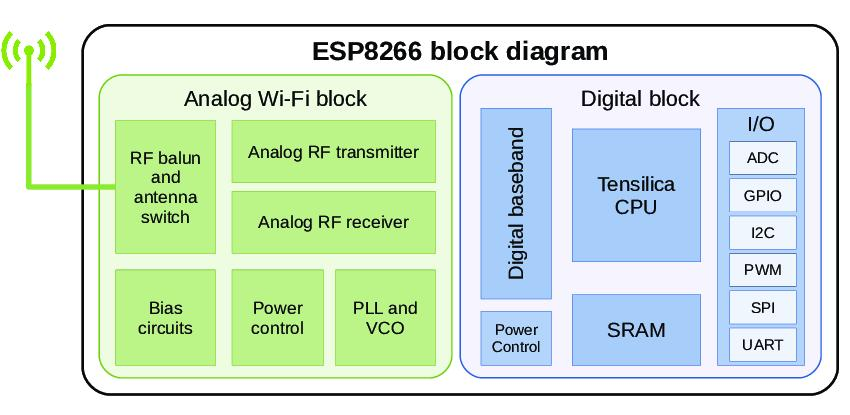 ESP8266 block diagram
Analog Wi-Fi block
RF balun
and
antenna
switch
Analog RF transmitter
Analog RF receiver
Bias
circuits
Power
control
PLL and
VCO
Digital block
Digital baseband
Power
Control
Tensilica
CPU
SRAM
I/O
ADC
GPIO
I2C
PWM
SPI
UART